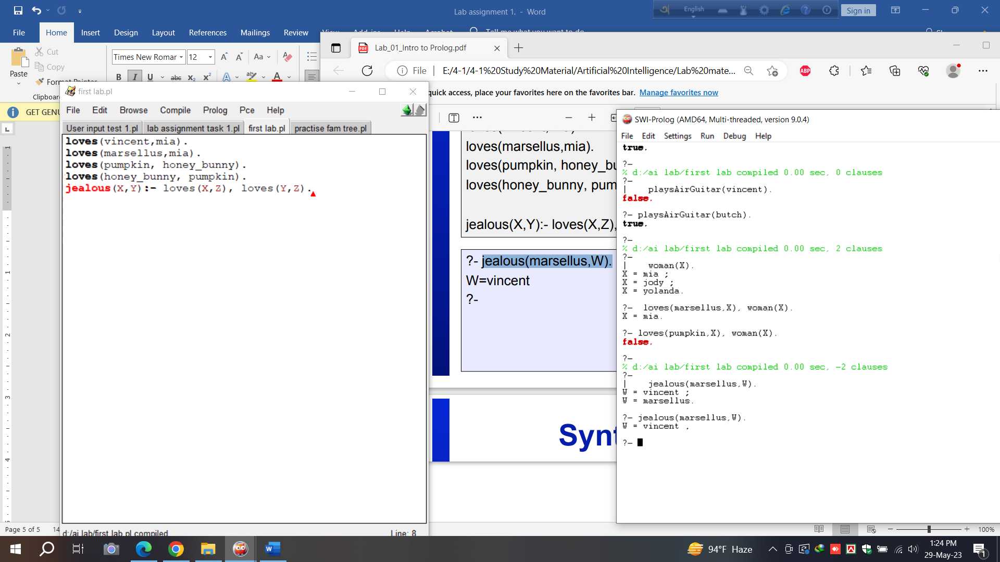 Lab assignment 1. - Word
English
Sign in
File
Home
Insert
Design
Layout
References
Mailings
Review
Lab_01_Intro to Prolog.pdf
Cut
Copy
Paste
Times New Romar
12
Aa
B I U abc x₂ x²
File
E:/4-1/4-1%20Study%20Material/Artificial%20Intelligence/Lab%20mate...
ABP
Clipboar
GET GENU
quick access, place your favorites here on the favorites bar. Manage favorites now
first lab.pl
File Edit Browse Compile Prolog Pce Help
User input test 1.pl
lab assignment task 1.pl
first lab.pl
practise fam tree.pl
loves(vincent,mia).
loves(marsellus,mia).
loves(pumpkin, honey_bunny).
loves(honey_bunny, pumpkin).
jealous(X,Y):- loves(X,Z), loves(Y,Z).
d:/ai lab/first lab.pl compiled
Line: 8
loves(marsellus,mia).
loves(pumpkin, honey_bu
loves(honey_bunny, pum
jealous(X,Y):- loves(X,Z),
?- jealous(marsellus,W).
W=vincent
?-
Synt
SWI-Prolog (AMD64, Multi-threaded, version 9.0.4)
File Edit Settings Run Debug Help
true.
?-
% d:/ai lab/first lab compiled 0.00 sec, 0 clauses
?-
| playsAirGuitar(vincent).
false.
?- playsAirGuitar(butch).
true.
?-
% d:/ai lab/first lab compiled 0.00 sec, 2 clauses
?-
| woman(X).
X = mia ;
X = jody ;
X = yolanda.
?- loves(marsellus,X), woman(X).
X = mia.
?- loves(pumpkin,X), woman(X).
false.
?-
% d:/ai lab/first lab compiled 0.00 sec, -2 clauses
?-
| jealous(marsellus,W).
W = vincent ;
W = marsellus.
?- jealous(marsellus,W).
W = vincent .
?-
Page 5 of 5
100%
94°F Haze
1:24 PM
29-May-23
1